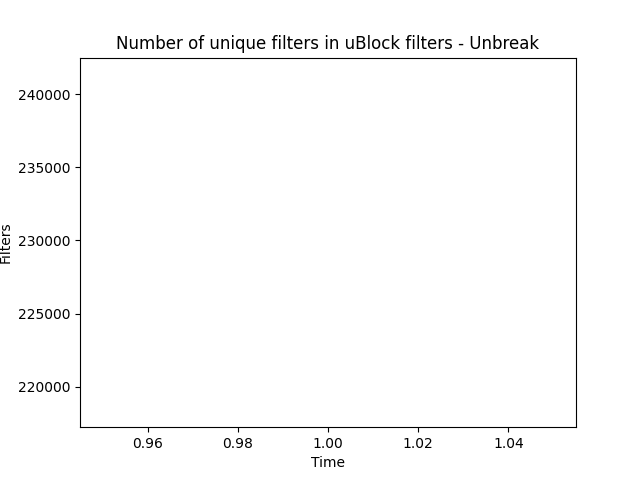 Number of unique filters in uBlock filters - Unbreak
240000
235000
230000
225000
220000
Filters
0.96 0.98 1.00 1.02 1.04
Time